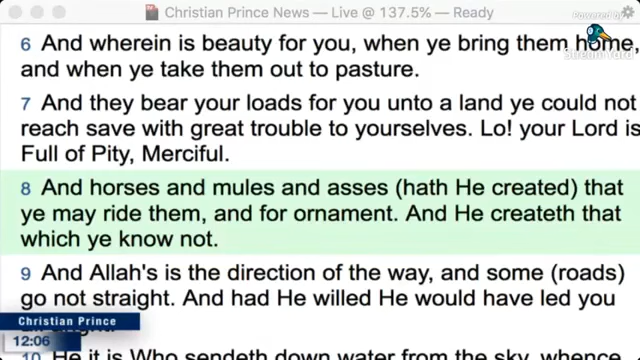 Christian Prince News — Live @ 137.5% — Ready
Powered by
StreamYard
6 And wherein is beauty for you, when ye bring them home,
and when ye take them out to pasture.
7 And they bear your loads for you unto a land ye could not
reach save with great trouble to yourselves. Lo! your Lord is
Full of Pity, Merciful.
8 And horses and mules and asses (hath He created) that
ye may ride them, and for ornament. And He createth that
which ye know not.
9 And Allah's is the direction of the way, and some (roads)
go not straight. And had He willed He would have led you
Christian Prince
12:06
10 He it is Who sendeth down water from the sky, whence